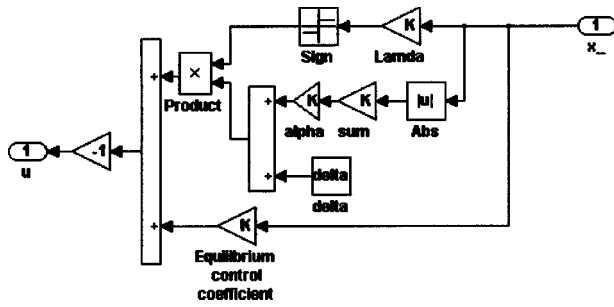 K
1
Sign
Lamda
x_
+
×
Product
+
K
K
|u|
alpha
sum
Abs
1
-1
u
+
delta
delta
+
K
Equilibrium
control
coefficient